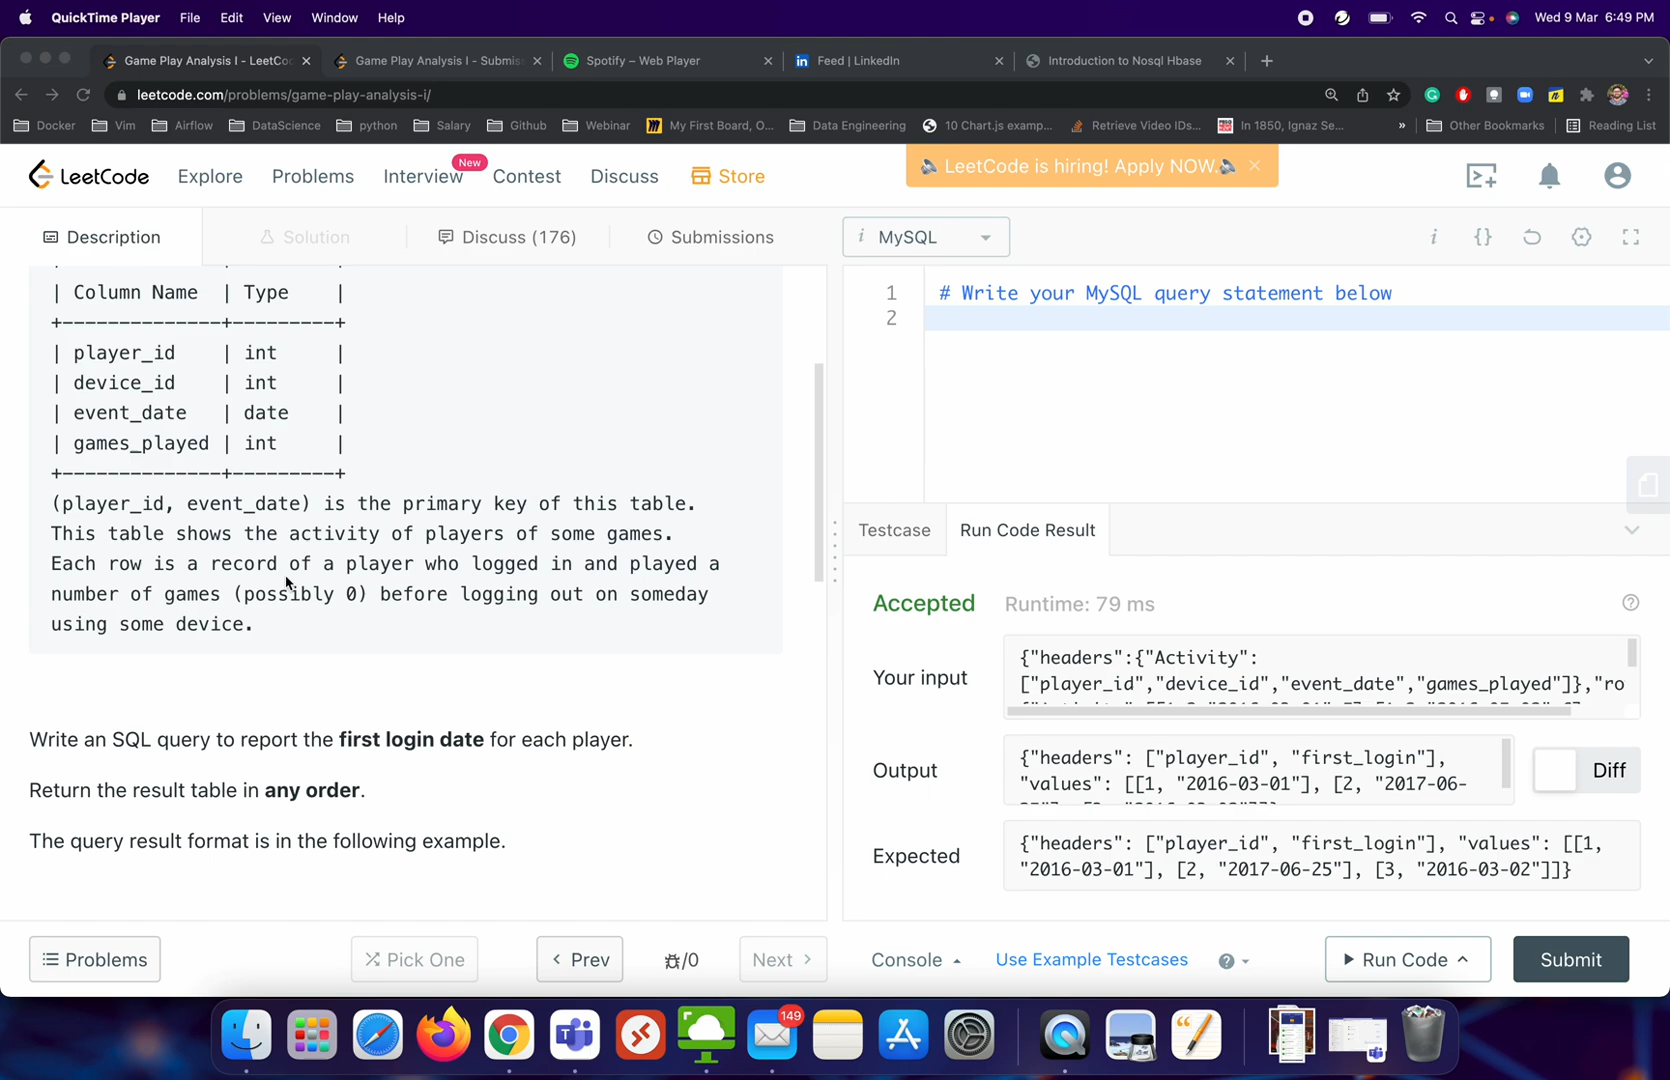 QuickTime Player File Edit View Window Help Wed 9 Mar 6:49 PM
Game Play Analysis I - LeetCo Game Play Analysis I - Submis Spotify – Web Player Feed | LinkedIn Introduction to Nosql Hbase
leetcode.com/problems/game-play-analysis-i/
Docker Vim Airflow DataScience python Salary Github Webinar My First Board, O... Data Engineering 10 Chart.js examp... Retrieve Video IDs... In 1850, Ignaz Se... » Other Bookmarks Reading List
LeetCode Explore Problems Interview New Contest Discuss Store LeetCode is hiring! Apply NOW.
Description Solution Discuss (176) Submissions MySQL
| Column Name | Type |
+--------------+---------+
| player_id | int |
| device_id | int |
| event_date | date |
| games_played | int |
+--------------+---------+
(player_id, event_date) is the primary key of this table.
This table shows the activity of players of some games.
Each row is a record of a player who logged in and played a
number of games (possibly 0) before logging out on someday
using some device.
Write an SQL query to report the first login date for each player.
Return the result table in any order.
The query result format is in the following example.
1 # Write your MySQL query statement below
2
Testcase Run Code Result
Accepted Runtime: 79 ms
Your input
{"headers":{"Activity":
["player_id","device_id","event_date","games_played"]},"ro
Output
{"headers": ["player_id", "first_login"],
"values": [[1, "2016-03-01"], [2, "2017-06-
Diff
Expected
{"headers": ["player_id", "first_login"], "values": [[1,
"2016-03-01"], [2, "2017-06-25"], [3, "2016-03-02"]]}
Problems Pick One Prev /0 Next Console Use Example Testcases Run Code Submit
149